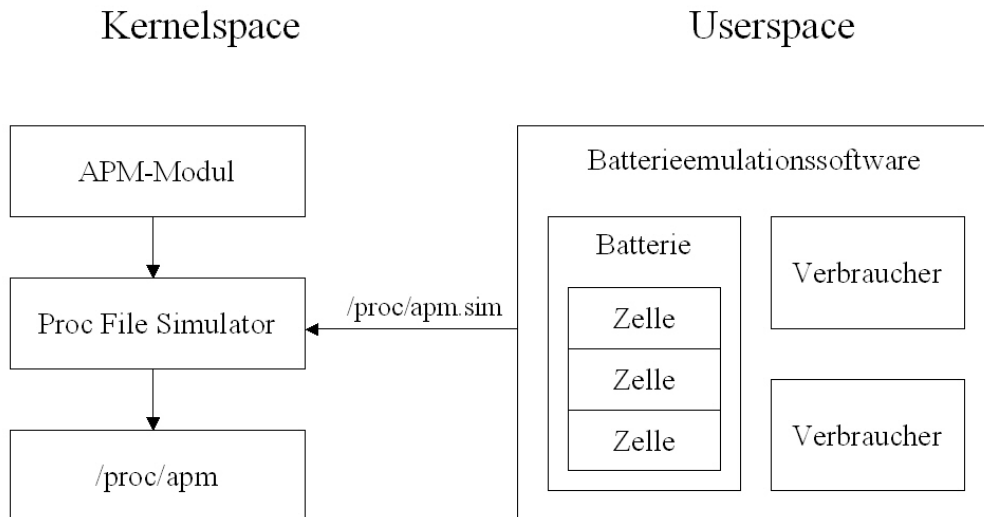 Kernelspace
Userspace
APM-Modul
Proc File Simulator
/proc/apm
/proc/apm.sim
Batterieemulationssoftware
Batterie
Zelle
Zelle
Zelle
Verbraucher
Verbraucher